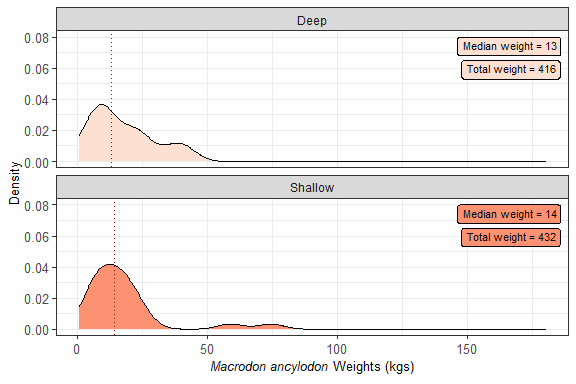 Deep
0.08
0.06
0.04
0.02
0.00
Median weight = 13
Total weight = 416
Shallow
0.08
0.06
0.04
0.02
0.00
Median weight = 14
Total weight = 432
Density
0 50 100 150
Macrodon ancylodon Weights (kgs)